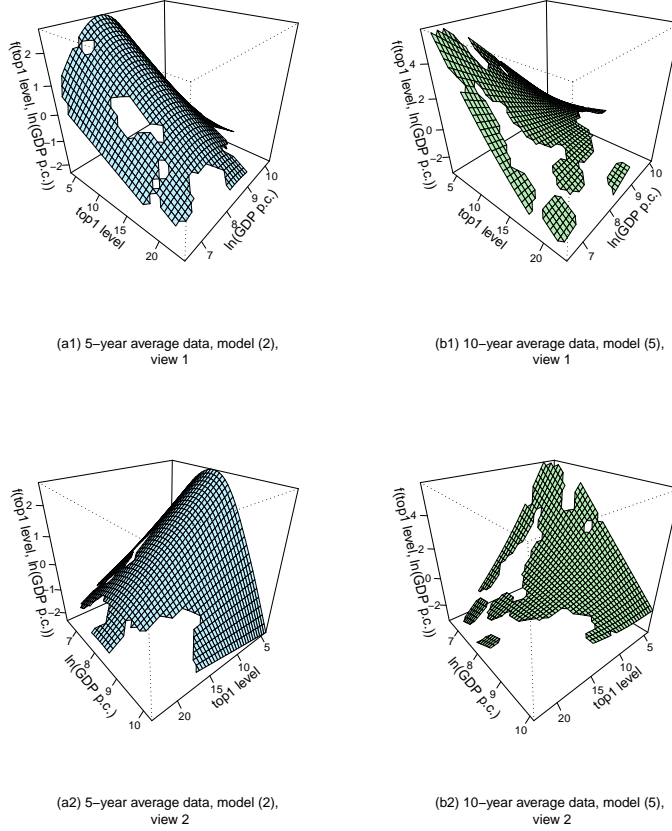 f(top1 level, ln(GDP p.c.))
2
1
0
−1
−2
5
10
15
20
top1 level
7
8
9
10
ln(GDP p.c.)
(a1) 5−year average data, model (2),
view 1
f(top1 level, ln(GDP p.c.))
4
2
0
−2
5
10
15
20
top1 level
7
8
9
10
ln(GDP p.c.)
(b1) 10−year average data, model (5),
view 1
f(top1 level, ln(GDP p.c.))
2
1
0
−1
−2
7
8
9
10
ln(GDP p.c.)
20
15
10
5
top1 level
(a2) 5−year average data, model (2),
view 2
f(top1 level, ln(GDP p.c.))
4
2
0
−2
7
8
9
10
ln(GDP p.c.)
20
15
10
5
top1 level
(b2) 10−year average data, model (5),
view 2